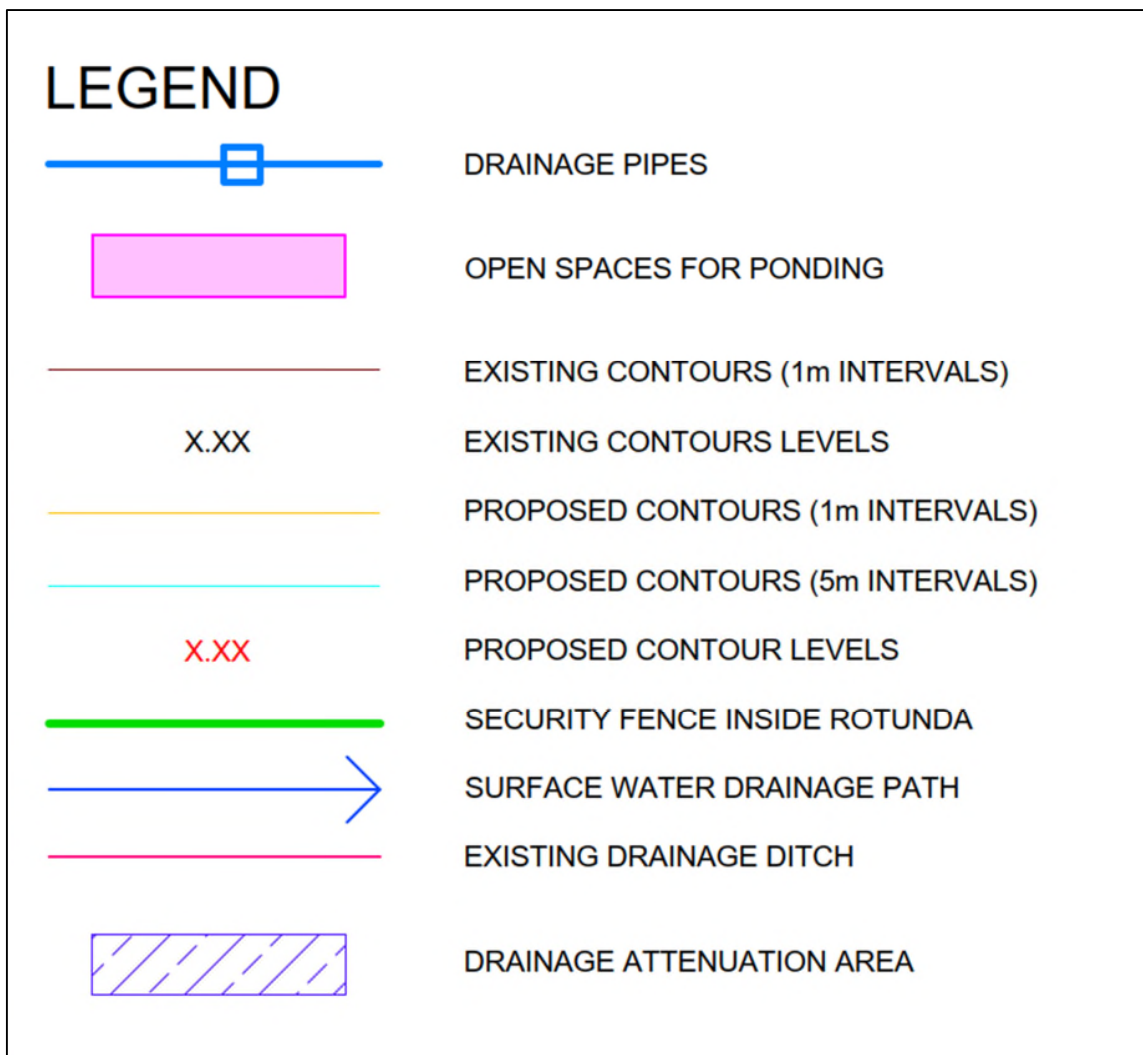 LEGEND
DRAINAGE PIPES
OPEN SPACES FOR PONDING
EXISTING CONTOURS (1m INTERVALS)
X.XX EXISTING CONTOURS LEVELS
PROPOSED CONTOURS (1m INTERVALS)
PROPOSED CONTOURS (5m INTERVALS)
X.XX PROPOSED CONTOUR LEVELS
SECURITY FENCE INSIDE ROTUNDA
SURFACE WATER DRAINAGE PATH
EXISTING DRAINAGE DITCH
DRAINAGE ATTENUATION AREA